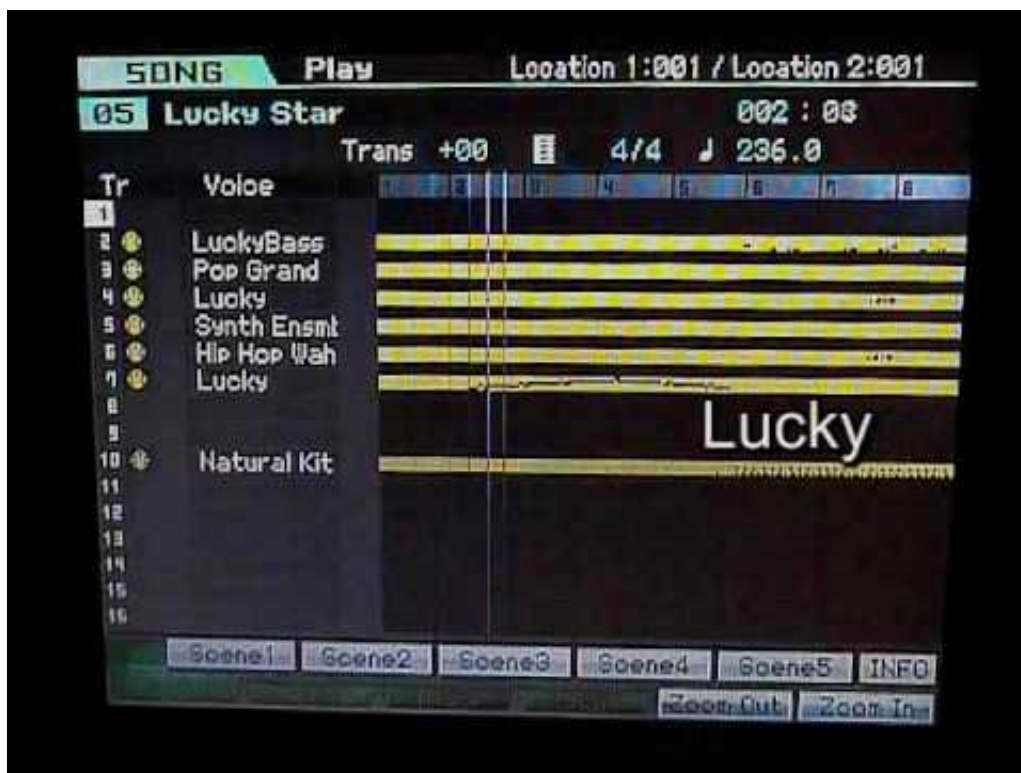 SONG Play Location 1:001 / Location 2:001
05 Lucky Star 002 : 08
Trans +00 4/4 ♩ 236.0
Tr Voice 1 2 3 4 5 6 7 8
1
2 LuckyBass
3 Pop Grand
4 Lucky
5 Synth Ensmt
6 Hip Hop Wah
7 Lucky
8
Lucky
9
10 Natural Kit
11
12
13
14
15
16
Scene1 Scene2 Scene3 Scene4 Scene5 INFO
Zoom Out Zoom In